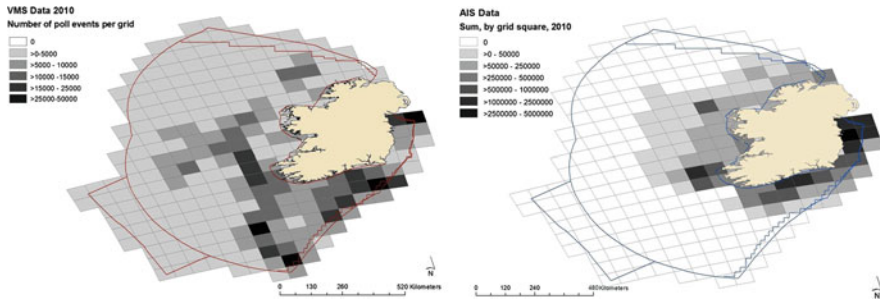 VMS Data 2010
Number of poll events per grid
0
>0-5000
>5000 - 10000
>10000 -15000
>15000 - 25000
>25000-50000
N
0 130 260 520 Kilometers
AIS Data
Sum, by grid square, 2010
0
>0 - 50000
>50000 - 250000
>250000 - 500000
>500000 - 1000000
>1000000 - 2500000
>2500000 - 5000000
N
0 120 240 480 Kilometers